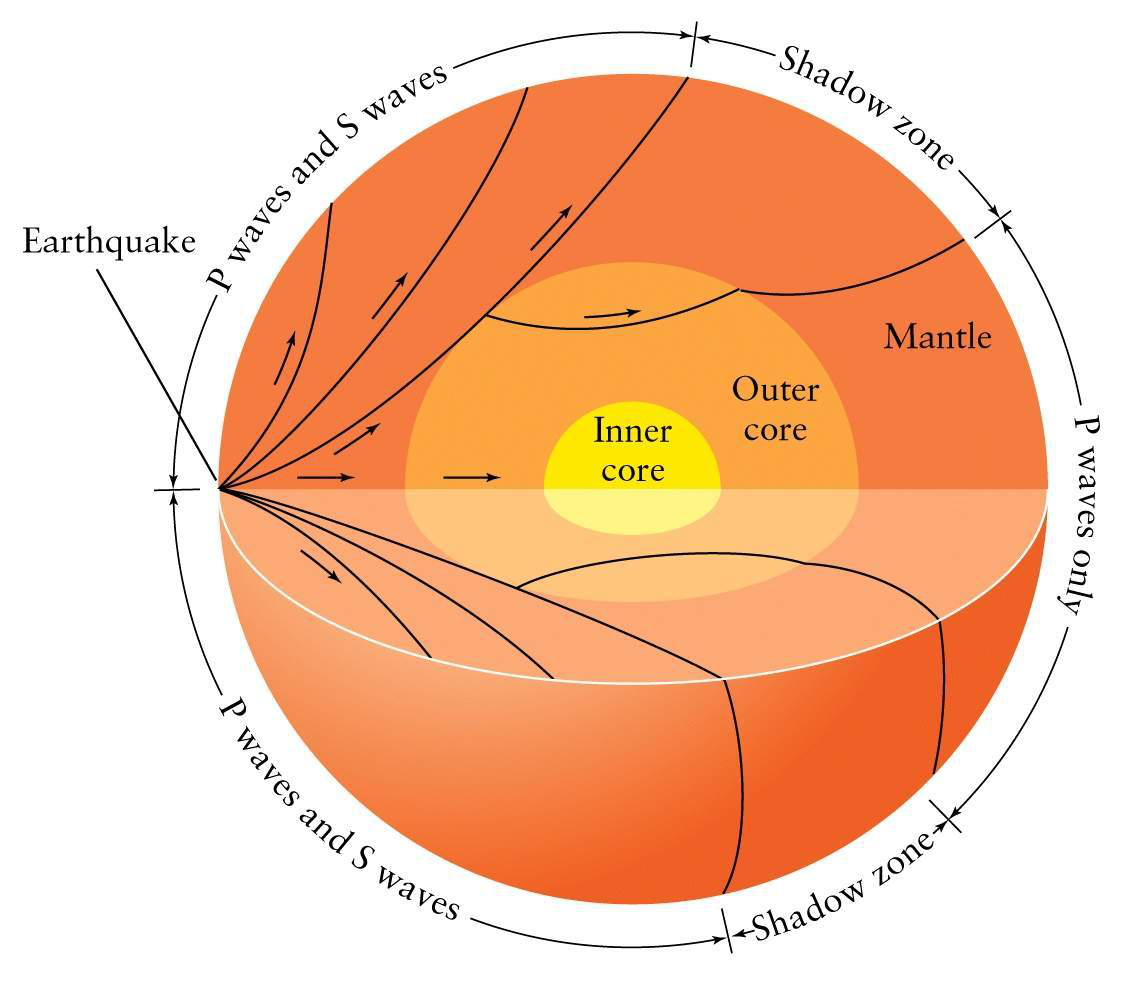 Shadow zone
P waves and S waves
Earthquake
Mantle
Outer
core
Inner
core
P waves only
P waves and S waves
Shadow zone